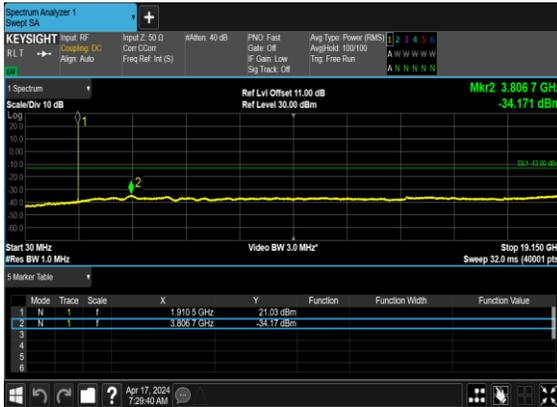 Spectrum Analyzer 1
Swept SA
+
KEYSIGHT Input: RF Input Z: 50 Ω #Atten: 40 dB PNO: Fast Avg Type: Power (RMS) 1 2 3 4 5 6
RLT Coupling: DC Corr CCorr Gate: Off Avg|Hold: 100/100 A W W W W W
Align: Auto Freq Ref: Int (S) IF Gain: Low Trig: Free Run
Sig Track: Off A N N N N N
1 Spectrum Ref Lvl Offset 11.00 dB Mkr2 3.806 7 GHz
Scale/Div 10 dB Ref Level 30.00 dBm -34.171 dBm
Log
1
20.0
10.0
0.00
-10.0
DL1 -13.00 dB
-20.0
2
-30.0
-40.0
-50.0
-60.0
Start 30 MHz Video BW 3.0 MHz* Stop 19.150 GH
#Res BW 1.0 MHz Sweep 32.0 ms (40001 pts
5 Marker Table
Mode Trace Scale X Y Function Function Width Function Value
1 N 1 f 1.910 5 GHz 21.03 dBm
2 N 1 f 3.806 7 GHz -34.17 dBm
3
4
5
6
? Apr 17, 2024
7:29:40 AM